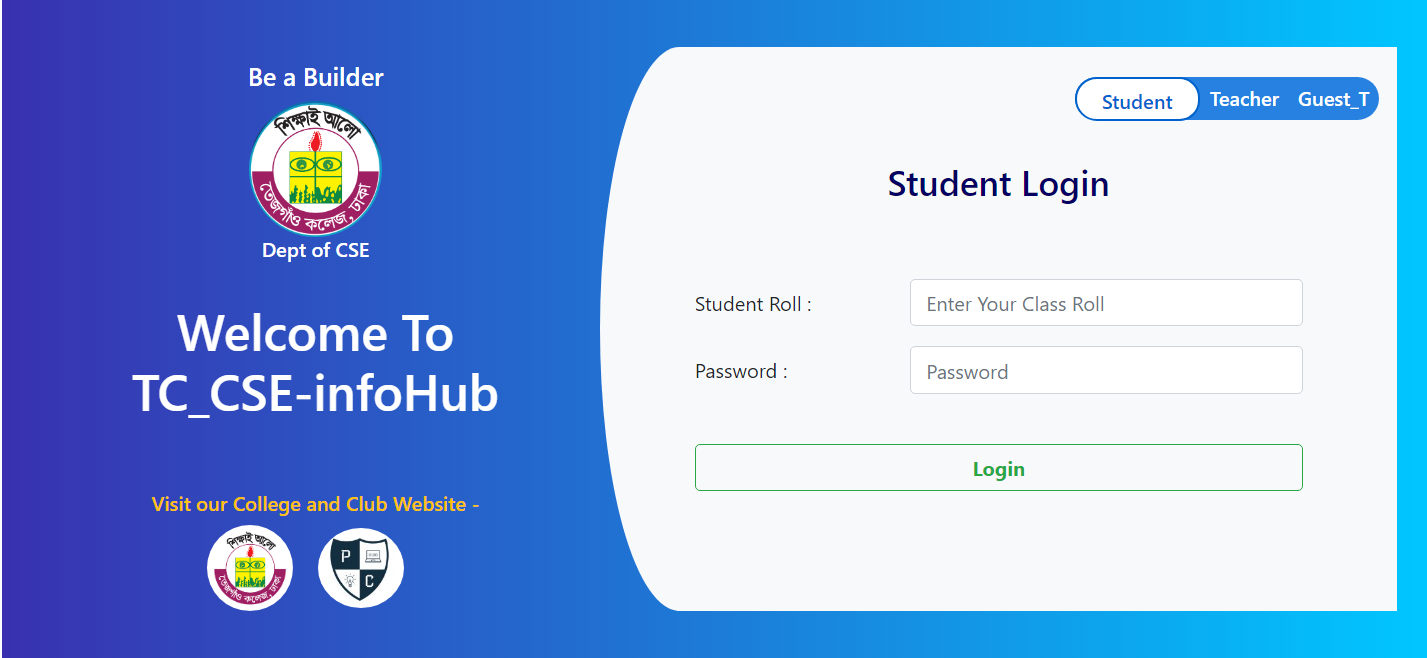 Be a Builder
শিক্ষাই আলো
তেজগাঁও কলেজ, ঢাকা
Dept of CSE
Welcome To
TC_CSE-infoHub
Visit our College and Club Website -
শিক্ষাই আলো
তেজগাঁও কলেজ, ঢাকা
P
C
Student Teacher Guest_T
Student Login
Student Roll : Enter Your Class Roll
Password : Password
Login